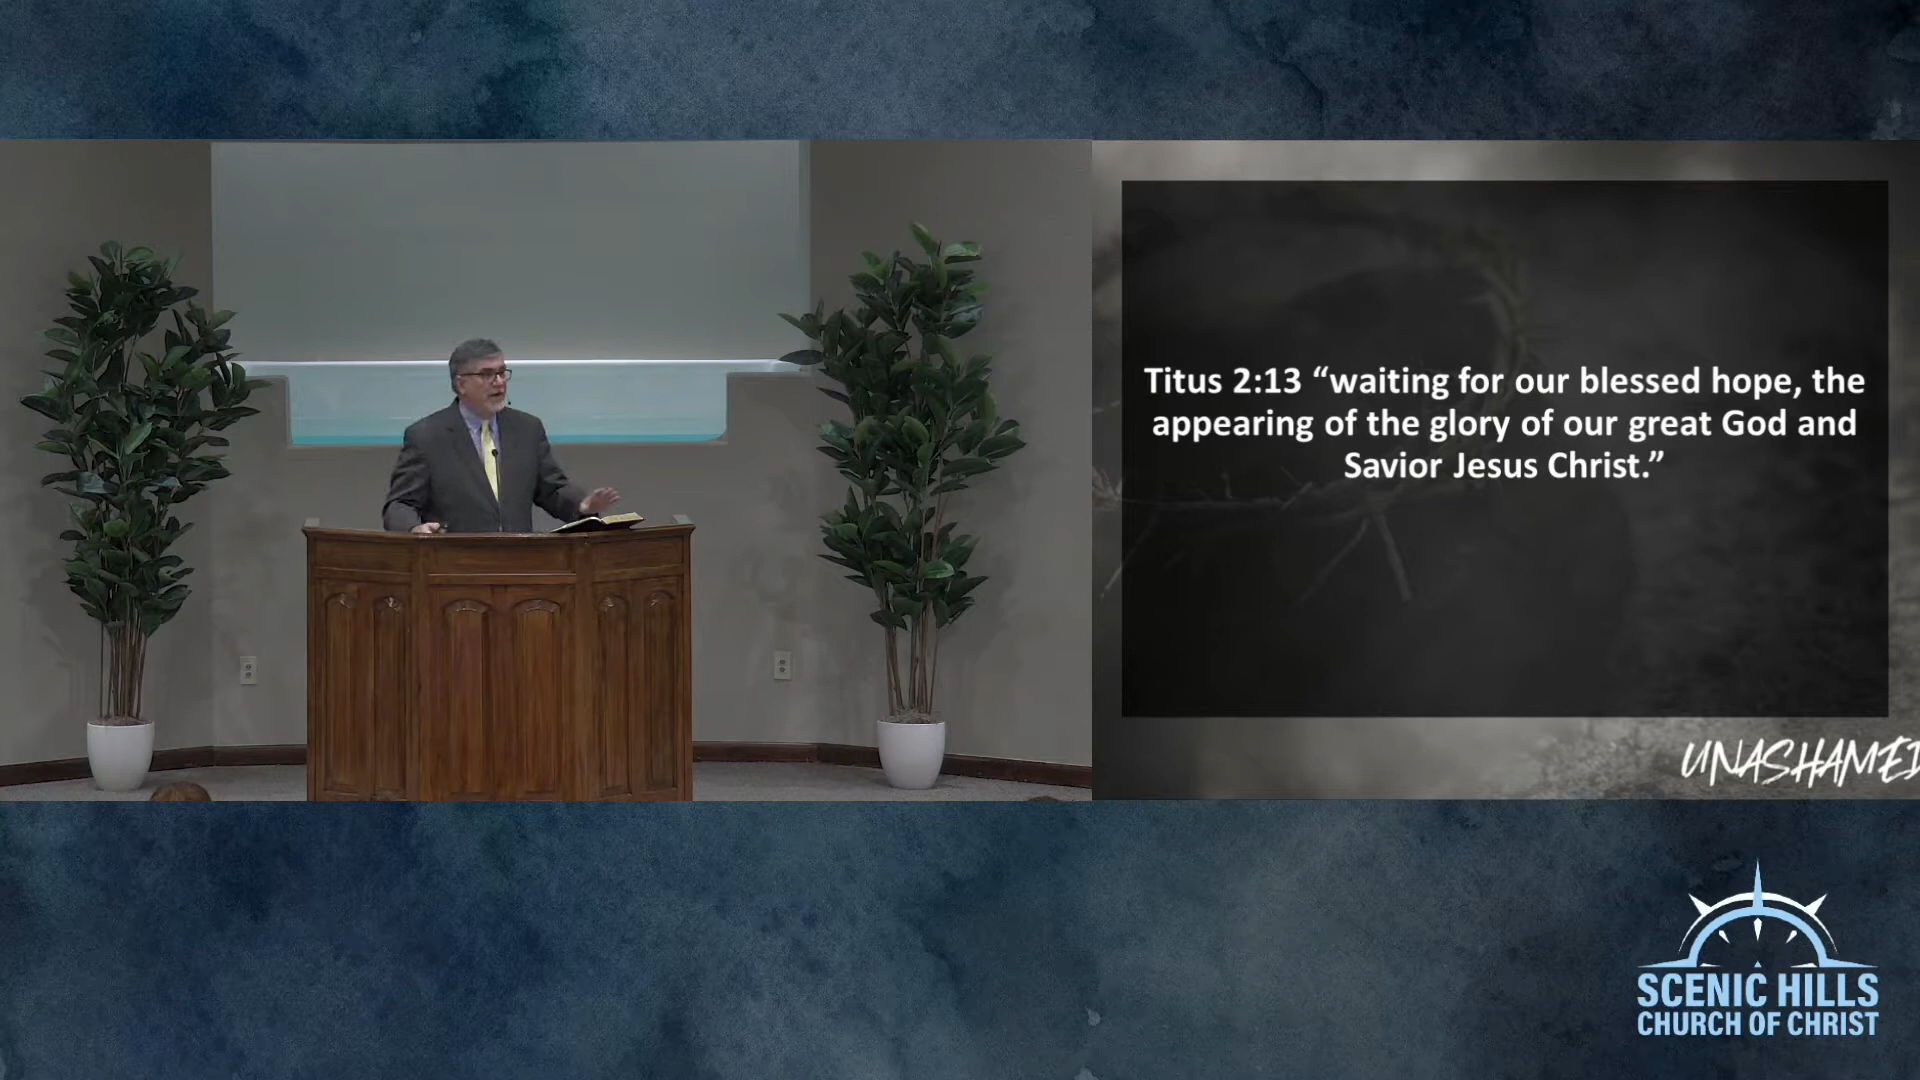 Titus 2:13 “waiting for our blessed hope, the
appearing of the glory of our great God and
Savior Jesus Christ.”
UNASHAMED
SCENIC HILLS
CHURCH OF CHRIST